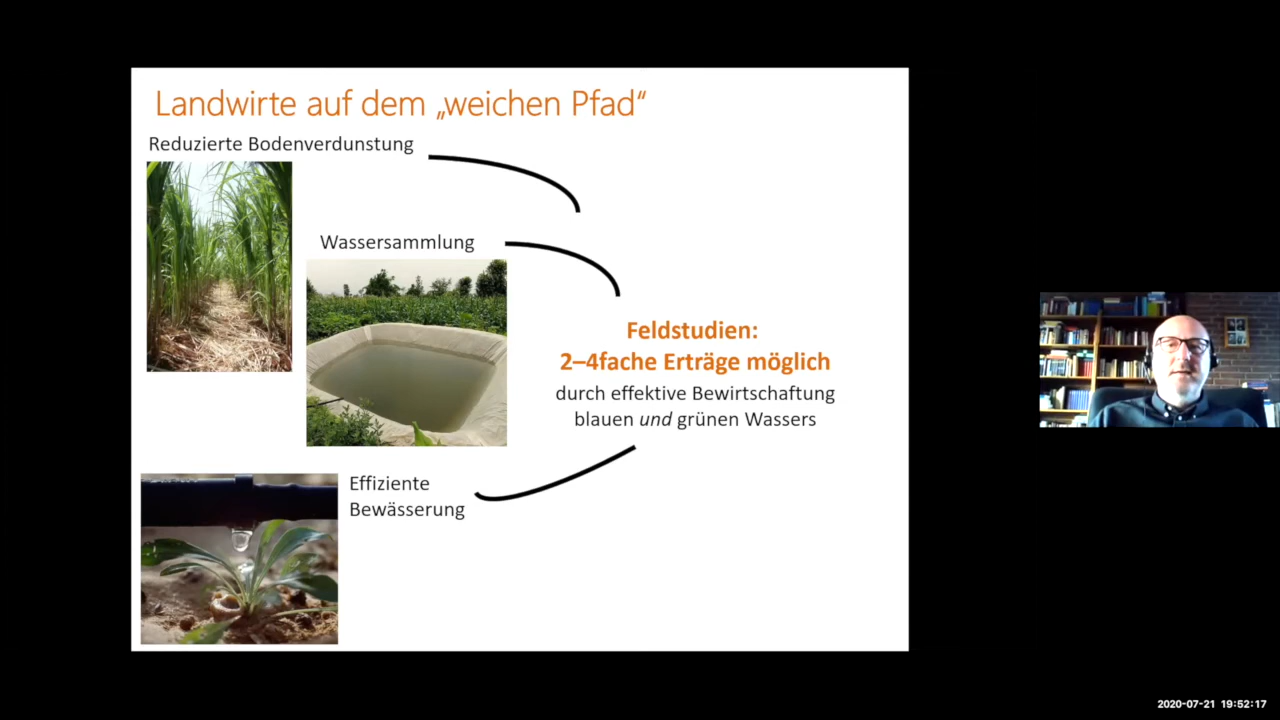 Landwirte auf dem „weichen Pfad“
Reduzierte Bodenverdunstung
Wassersammlung
Feldstudien:
2–4fache Erträge möglich
durch effektive Bewirtschaftung
blauen und grünen Wassers
Effiziente
Bewässerung
2020-07-21 19:52:17